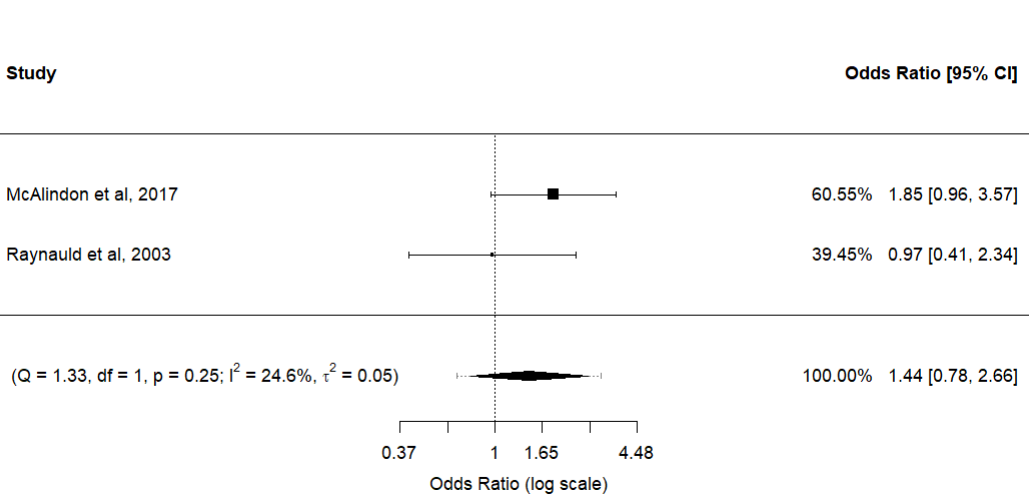 Study Odds Ratio [95% CI]
McAlindon et al, 2017 60.55% 1.85 [0.96, 3.57]
Raynauld et al, 2003 39.45% 0.97 [0.41, 2.34]
(Q = 1.33, df = 1, p = 0.25; I² = 24.6%, τ² = 0.05) 100.00% 1.44 [0.78, 2.66]
0.37 1 1.65 4.48
Odds Ratio (log scale)